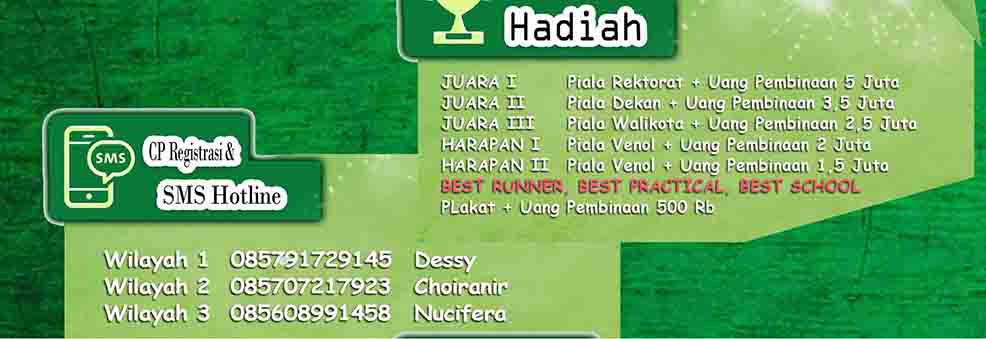 Hadiah
JUARA I Piala Rektorat + Uang Pembinaan 5 Juta
JUARA II Piala Dekan + Uang Pembinaan 3,5 Juta
JUARA III Piala Walikota + Uang Pembinaan 2,5 Juta
HARAPAN I Piala Venol + Uang Pembinaan 2 Juta
HARAPAN II Piala Venol + Uang Pembinaan 1,5 Juta
BEST RUNNER, BEST PRACTICAL, BEST SCHOOL
PLakat + Uang Pembinaan 500 Rb
SMS
CP Registrasi &
SMS Hotline
Wilayah 1 085791729145 Dessy
Wilayah 2 085707217923 Choiranir
Wilayah 3 085608991458 Nucifera